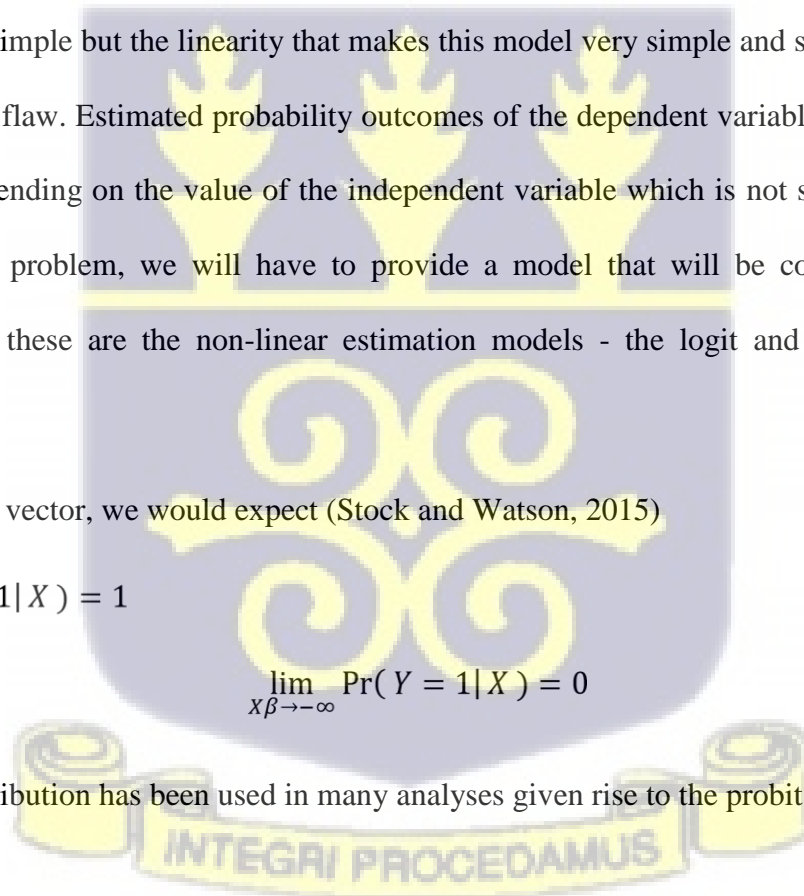 imple but the linearity that makes this model very simple and s
flaw. Estimated probability outcomes of the dependent variabl
ending on the value of the independent variable which is not s
problem, we will have to provide a model that will be co
these are the non-linear estimation models - the logit and
vector, we would expect (Stock and Watson, 2015)
1| X ) = 1
lim Pr( Y = 1| X ) = 0
Xβ→−∞
ribution has been used in many analyses given rise to the probit
INTEGRI PROCEDAMUS